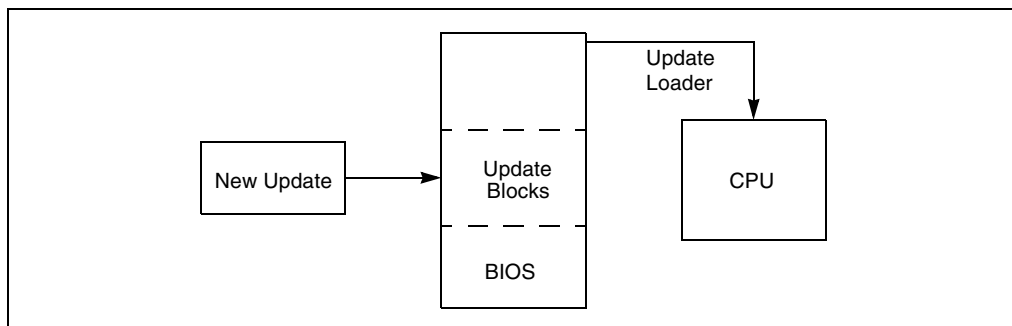 Update
Loader
New Update
Update
Blocks
CPU
BIOS